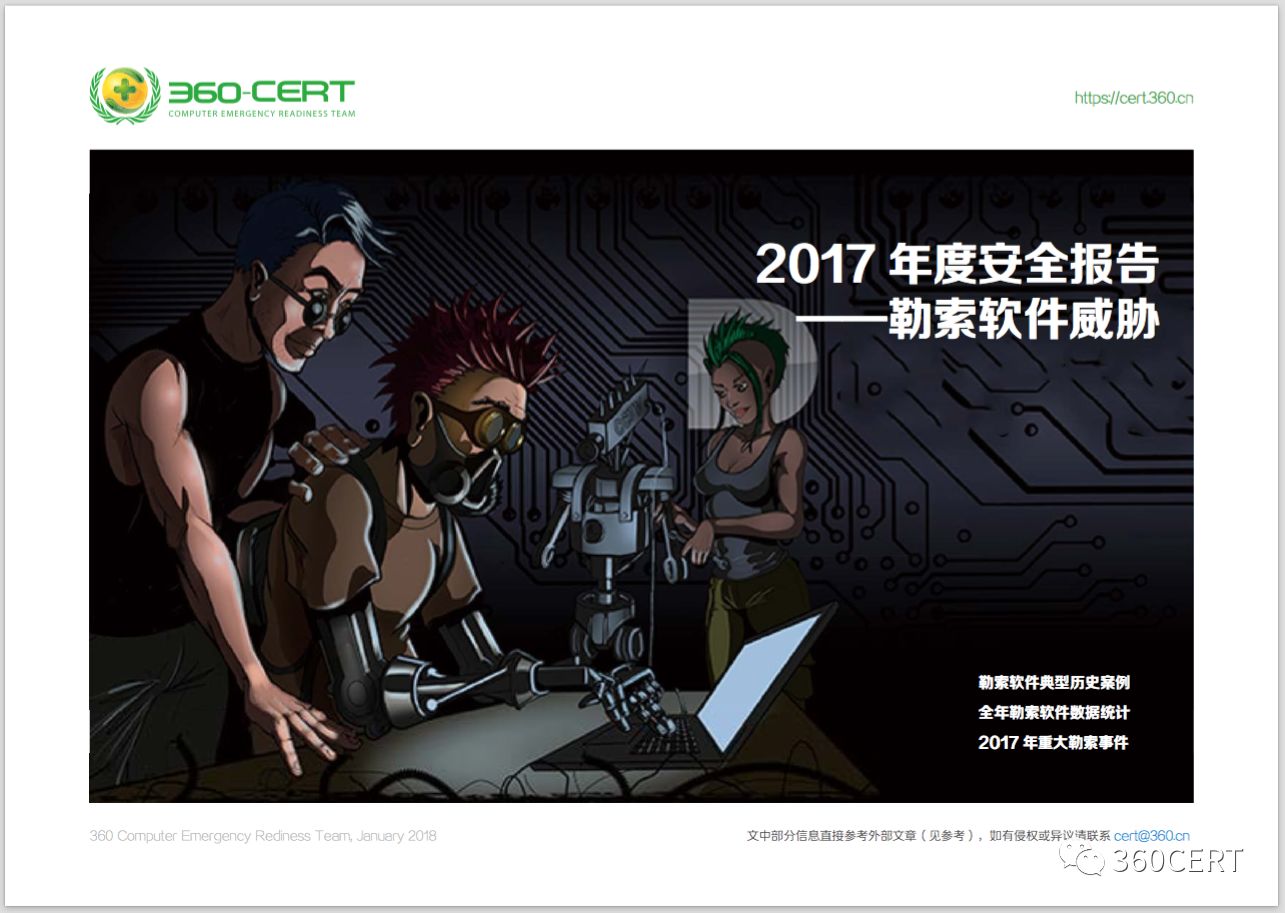 360-CERT
COMPUTER EMERGENCY READINESS TEAM
https://cert.360.cn
2017 年度安全报告
——勒索软件威胁
勒索软件典型历史案例
全年勒索软件数据统计
2017 年重大勒索事件
360 Computer Emergency Rediness Team, January 2018
文中部分信息直接参考外部文章（见参考），如有侵权或异议请联系 cert@360.cn
360CERT